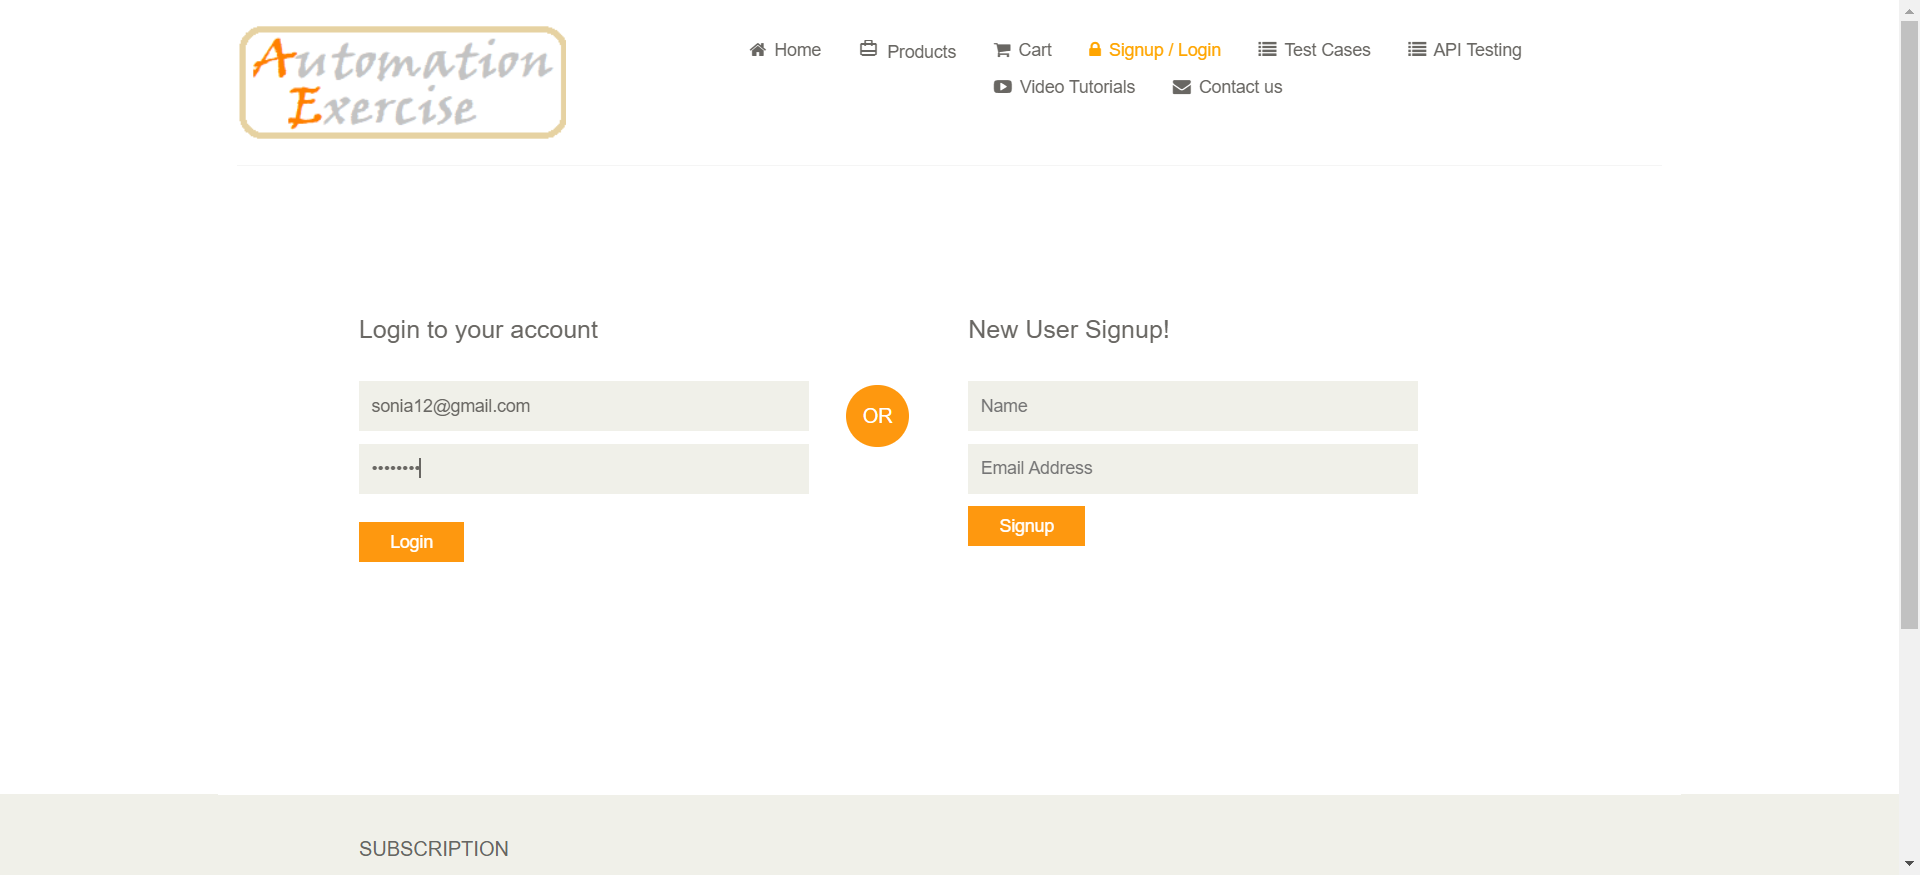 Automation
Exercise
Home
Products
Cart
Signup / Login
Test Cases
API Testing
Video Tutorials
Contact us
Login to your account
New User Signup!
sonia12@gmail.com
OR
Name
••••••••
Email Address
Login
Signup
SUBSCRIPTION